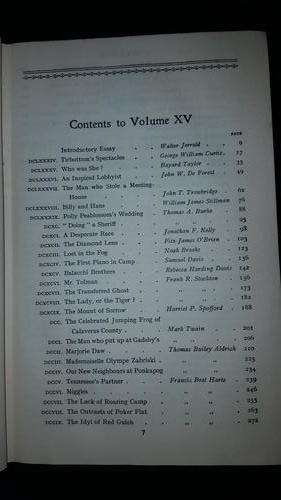 Contents to Volume XV
PAGE
Introductory Essay . . Walter Jerrold . 9
DCLXXXIV. Titbottom's Spectacles . . George William Curtis, 17
DCLXXXV. Who was She? . . Bayard Taylor . 33
DCLXXXVI. An Inspired Lobbyist . . John W. De Forest . 49
DCLXXXVII. The Man who Stole a Meeting-
House . . . John T. Trowbridge . 62
DCLXXXVIII. Billy and Hans . . William James Stillman 76
DCLXXXIX. Polly Peablossom's Wedding . Thomas A. Burke . 88
DCXC. "Doing" a Sheriff . . " " . 95
DCXCI. A Desperate Race . . Jonathan F. Kelly . 98
DCXCII. The Diamond Lens . . Fitz James O'Brien . 103
DCXCIII. Lost in the Fog . . Noah Brooks . 123
DCXCIV. The First Piano in Camp . Samuel Davis . 136
DCXCV. Balacchi Brothers . . Rebecca Harding Davis 142
DCXCVI. Mr. Tolman . . Frank R. Stockton . 156
DCXCVII. The Transferred Ghost . " " . 173
DCXCVIII. The Lady, or the Tiger? . " " . 182
DCXCIX. The Mount of Sorrow . Harriet P. Spofford . 188
DCC. The Celebrated Jumping Frog of
Calaveras County . . Mark Twain . 201
DCCI. The Man who put up at Gadsby's " " . 206
DCCII. Marjorie Daw . . Thomas Bailey Aldrich . 210
DCCIII. Mademoiselle Olympe Zabriski . " " . 223
DCCIV. Our New Neighbours at Ponkapog " " . 234
DCCV. Tennessee's Partner . Francis Bret Harte . 239
DCCVI. Niggles . . " " . 246
DCCVII. The Luck of Roaring Camp . " " . 253
DCCVIII. The Outcasts of Poker Flat . " " . 263
DCCIX. The Idyl of Red Gulch . " " . 272
7